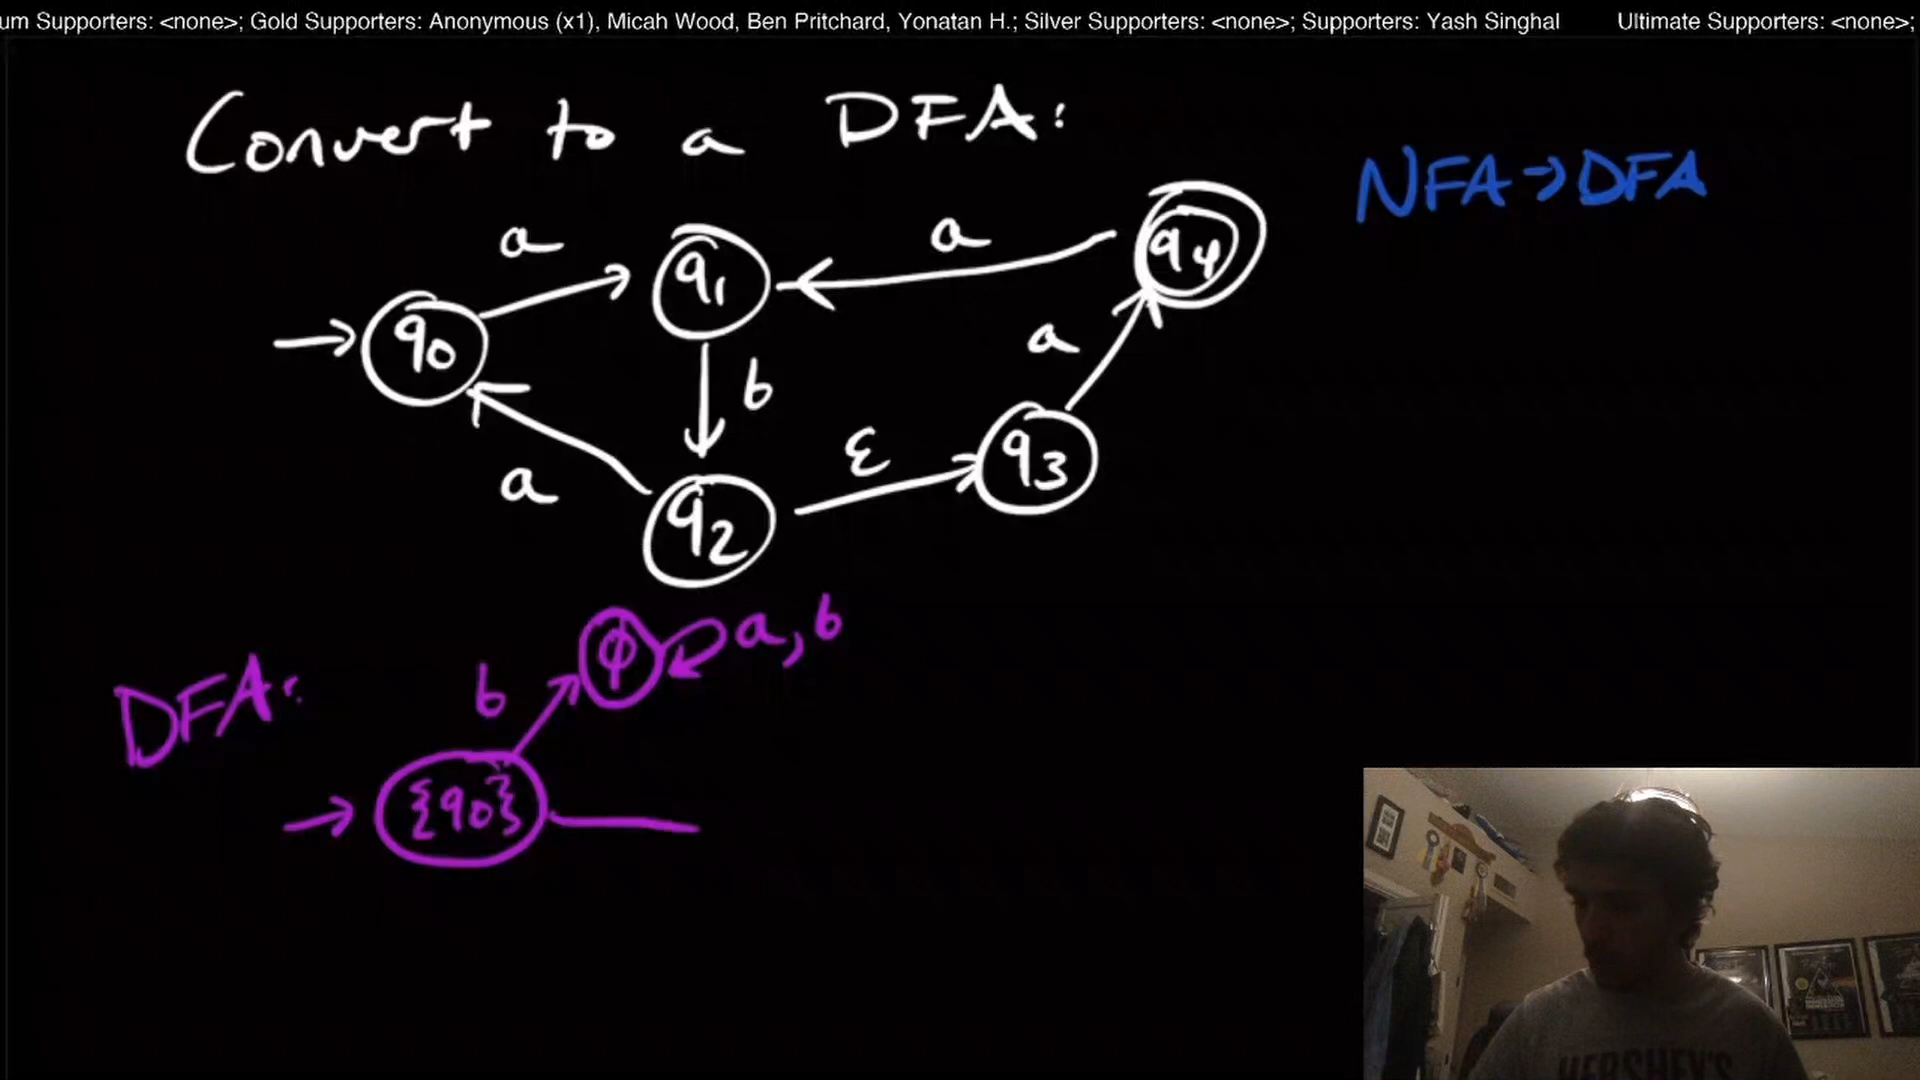 um Supporters: <none>; Gold Supporters: Anonymous (x1), Micah Wood, Ben Pritchard, Yonatan H.; Silver Supporters: <none>; Supporters: Yash Singhal Ultimate Supporters: <none>;
Convert to a DFA:
NFA→DFA
a
q1
a
q4
q0
b
a
a
ε
q3
q2
DFA:
b
φ
a,b
{q0}
HERSHEY'S